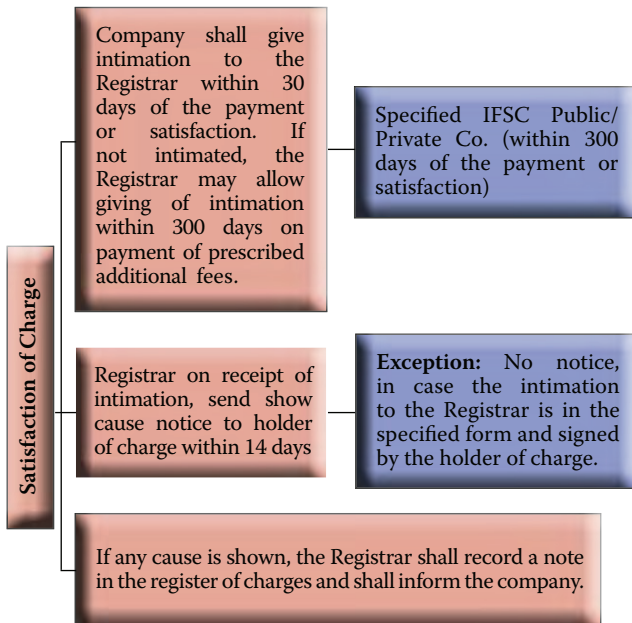 Satisfaction of Charge
Company shall give
intimation to the
Registrar within 30
days of the payment
or satisfaction. If
not intimated, the
Registrar may allow
giving of intimation
within 300 days on
payment of prescribed
additional fees.
Specified IFSC Public/
Private Co. (within 300
days of the payment or
satisfaction)
Registrar on receipt of
intimation, send show
cause notice to holder
of charge within 14 days
Exception: No notice,
in case the intimation
to the Registrar is in the
specified form and signed
by the holder of charge.
If any cause is shown, the Registrar shall record a note
in the register of charges and shall inform the company.